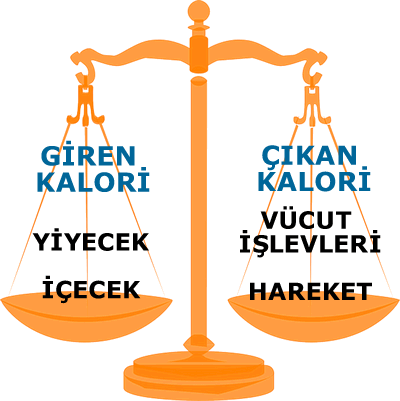 GİREN
KALORİ
YİYECEK
İÇECEK
ÇIKAN
KALORİ
VÜCUT
İŞLEVLERİ
HAREKET